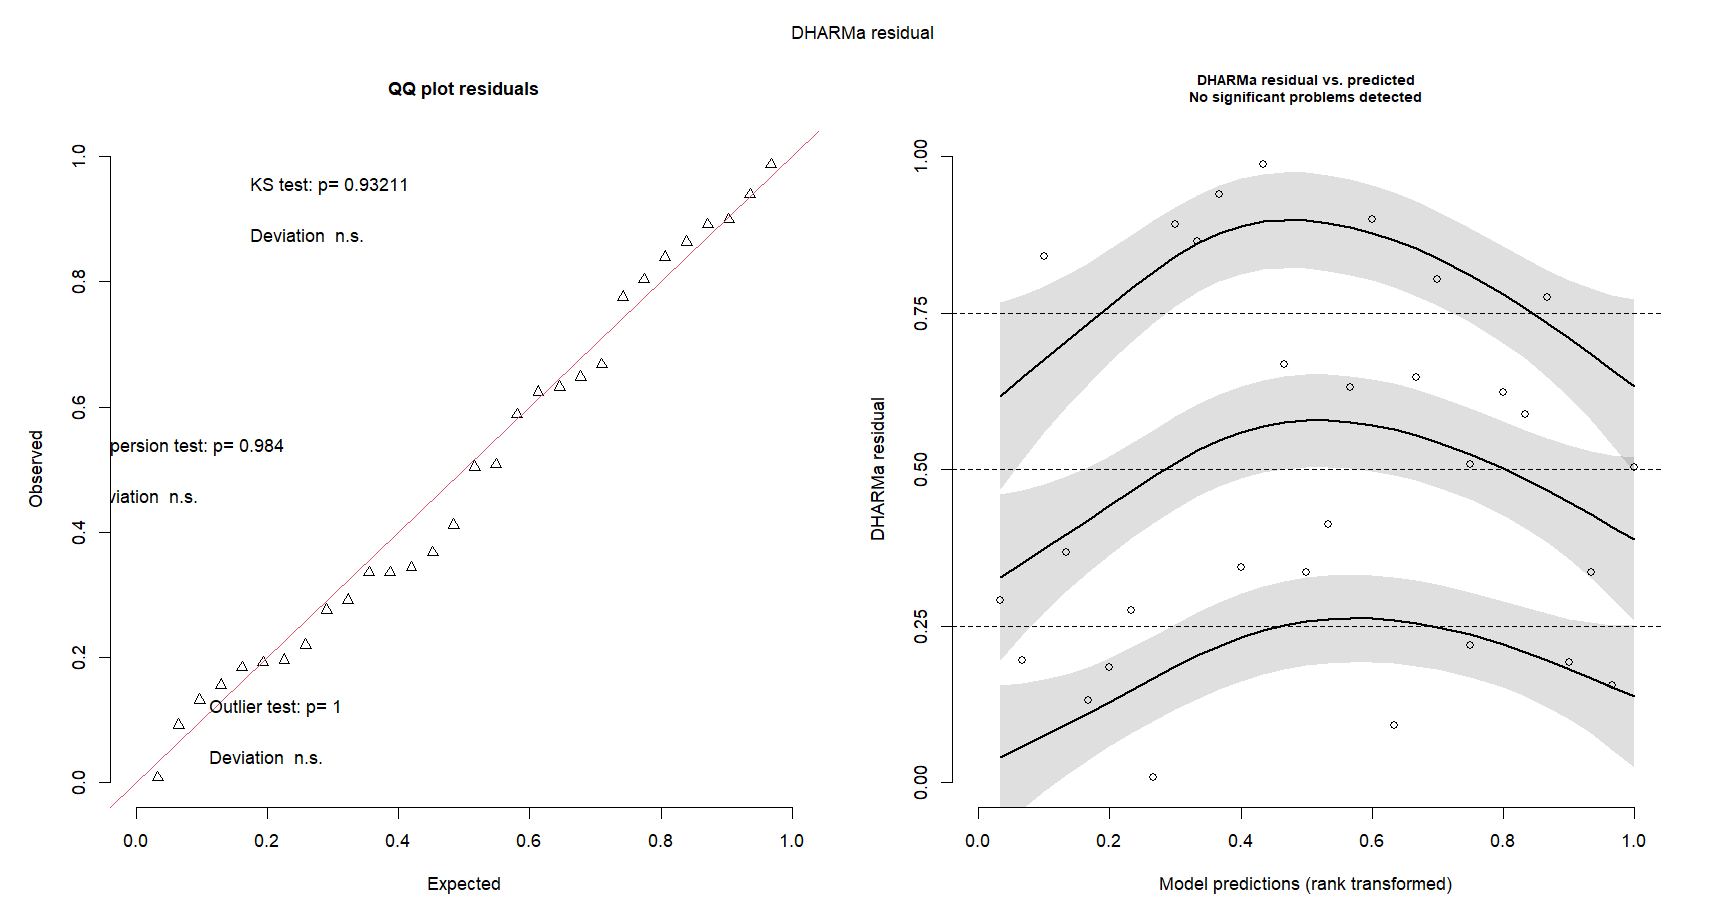 DHARMa residual
QQ plot residuals
Observed
1.0
0.8
0.6
0.4
0.2
0.0
KS test: p= 0.93211
Deviation n.s.
persion test: p= 0.984
viation n.s.
Outlier test: p= 1
Deviation n.s.
0.0 0.2 0.4 0.6 0.8 1.0
Expected
DHARMa residual vs. predicted
No significant problems detected
DHARMa residual
1.00
0.75
0.50
0.25
0.00
0.0 0.2 0.4 0.6 0.8 1.0
Model predictions (rank transformed)